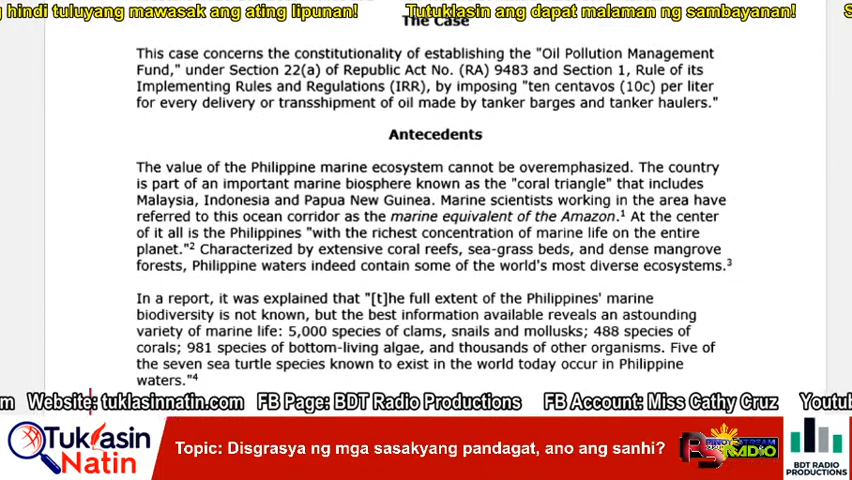 g hindi tuluyang mawasak ang ating lipunan! Tutuklasin ang dapat malaman ng sambayanan! S
The Case
This case concerns the constitutionality of establishing the "Oil Pollution Management
Fund," under Section 22(a) of Republic Act No. (RA) 9483 and Section 1, Rule of its
Implementing Rules and Regulations (IRR), by imposing "ten centavos (10c) per liter
for every delivery or transshipment of oil made by tanker barges and tanker haulers."
Antecedents
The value of the Philippine marine ecosystem cannot be overemphasized. The country
is part of an important marine biosphere known as the "coral triangle" that includes
Malaysia, Indonesia and Papua New Guinea. Marine scientists working in the area have
referred to this ocean corridor as the marine equivalent of the Amazon.1 At the center
of it all is the Philippines "with the richest concentration of marine life on the entire
planet."2 Characterized by extensive coral reefs, sea-grass beds, and dense mangrove
forests, Philippine waters indeed contain some of the world's most diverse ecosystems.3
In a report, it was explained that "[t]he full extent of the Philippines' marine
biodiversity is not known, but the best information available reveals an astounding
variety of marine life: 5,000 species of clams, snails and mollusks; 488 species of
corals; 981 species of bottom-living algae, and thousands of other organisms. Five of
the seven sea turtle species known to exist in the world today occur in Philippine
waters."4
m Website: tuklasinnatin.com FB Page: BDT Radio Productions FB Account: Miss Cathy Cruz Youtub
Tuklasin
Natin
Topic: Disgrasya ng mga sasakyang pandagat, ano ang sanhi?
PINOY STREAM
RADIO
BDT RADIO
PRODUCTIONS